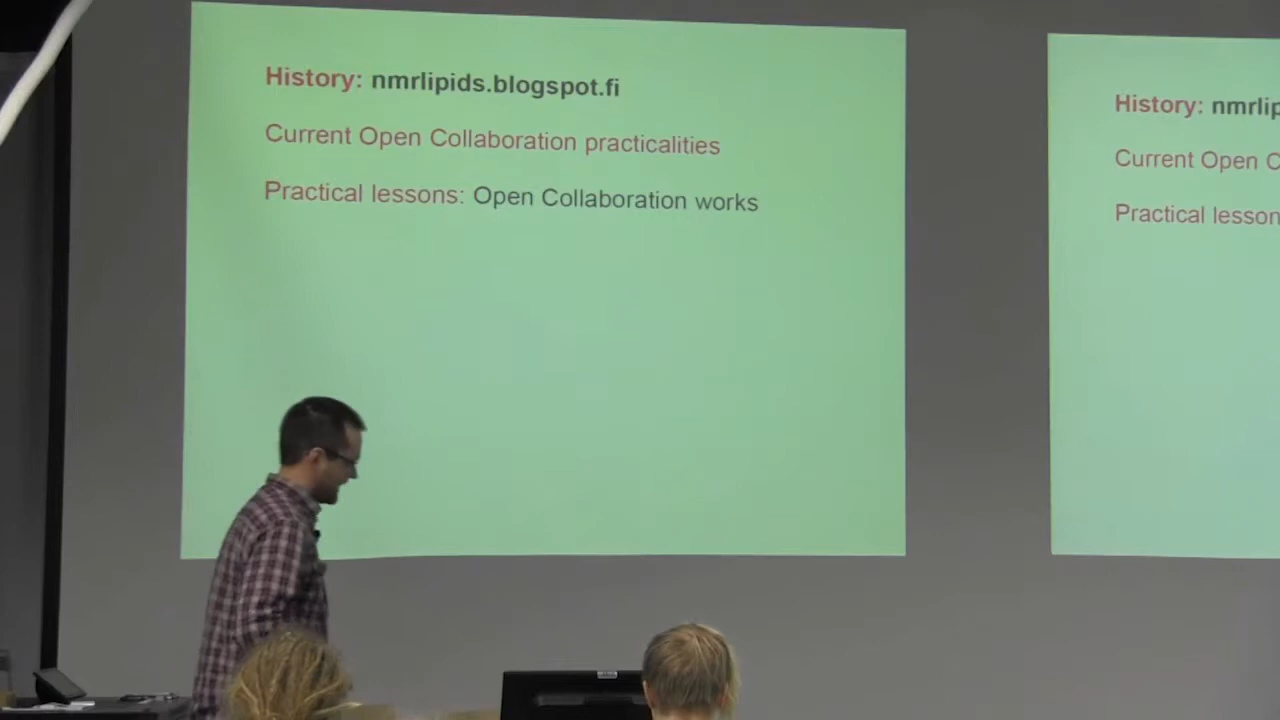 History: nmrlipids.blogspot.fi
Current Open Collaboration practicalities
Practical lessons: Open Collaboration works
History: nmrlip
Current Open C
Practical lesson